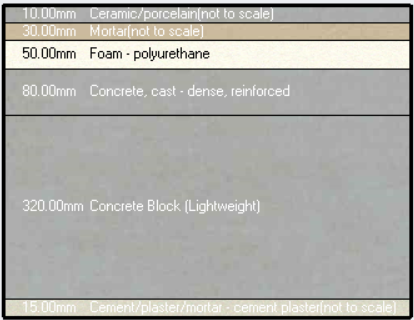 10.00mm Ceramic/porcelain(not to scale)
30.00mm Mortar(not to scale)
50.00mm Foam - polyurethane
80.00mm Concrete, cast - dense, reinforced
320.00mm Concrete Block (Lightweight)
15.00mm Cement/plaster/mortar - cement plaster(not to scale)